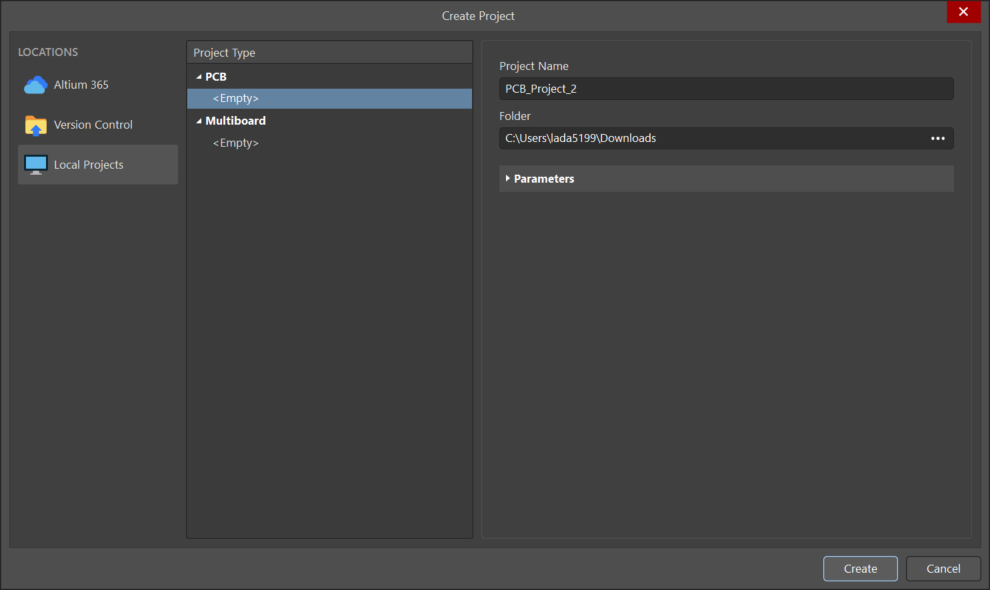 Create Project
LOCATIONS
Altium 365
Version Control
Local Projects
Project Type
PCB
<Empty>
Multiboard
<Empty>
Project Name
PCB_Project_2
Folder
C:\Users\lada5199\Downloads
Parameters
Create
Cancel